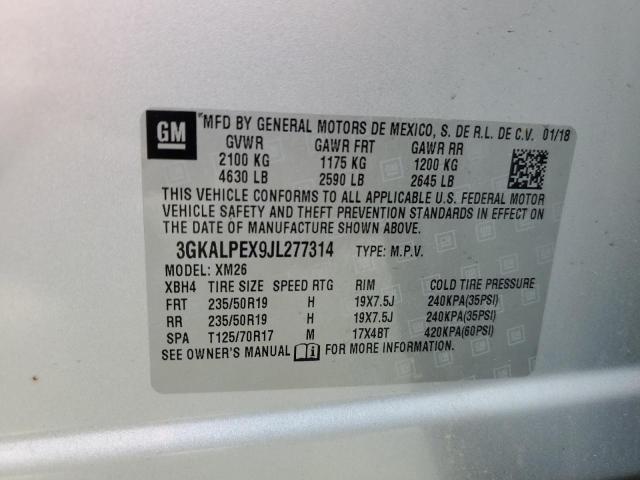 GM
MFD BY GENERAL MOTORS DE MEXICO, S. DE R.L. DE C.V. 01/18
GVWR GAWR FRT GAWR RR
2100 KG 1175 KG 1200 KG
4630 LB 2590 LB 2645 LB
THIS VEHICLE CONFORMS TO ALL APPLICABLE U.S. FEDERAL MOTOR
VEHICLE SAFETY AND THEFT PREVENTION STANDARDS IN EFFECT ON
THE DATE OF MANUFACTURE SHOWN ABOVE.
3GKALPEX9JL277314 TYPE: M.P.V.
MODEL: XM26
XBH4 TIRE SIZE SPEED RTG RIM COLD TIRE PRESSURE
FRT 235/50R19 H 19X7.5J 240KPA(35PSI)
RR 235/50R19 H 19X7.5J 240KPA(35PSI)
SPA T125/70R17 M 17X4BT 420KPA(60PSI)
SEE OWNER'S MANUAL FOR MORE INFORMATION.